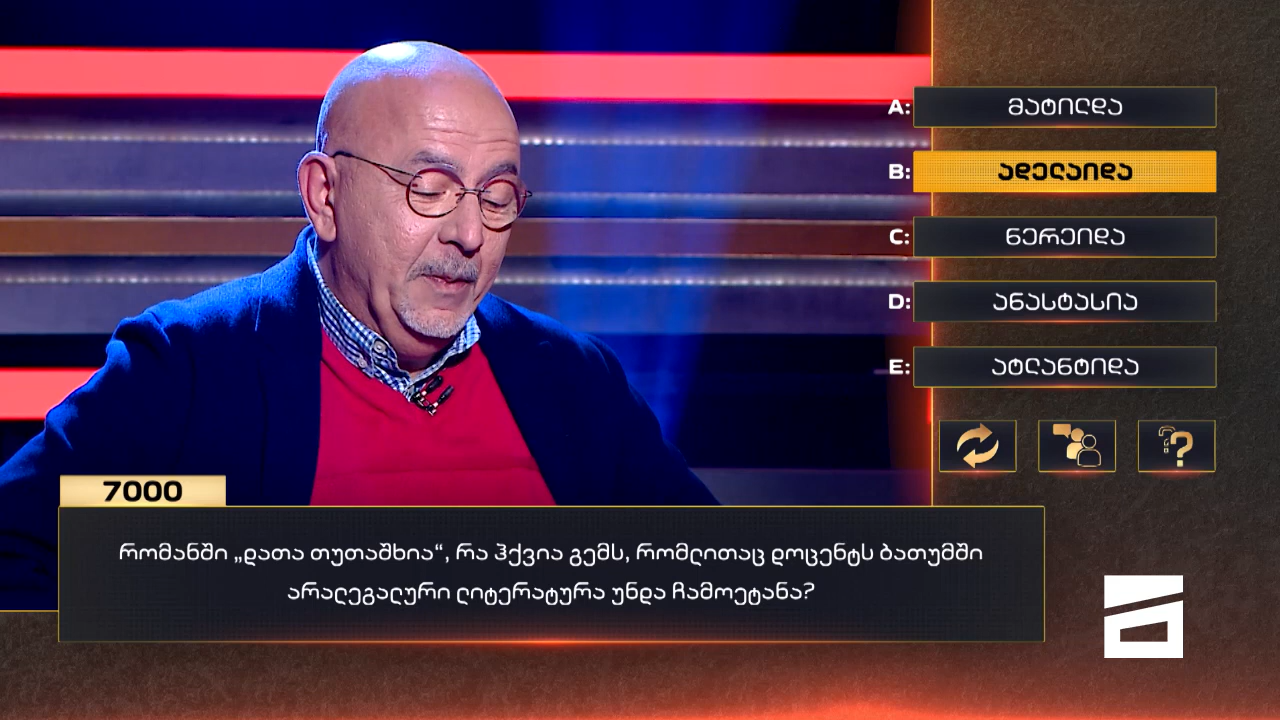 A: მატილდა
B: ადელაიდა
C: ნერეიდა
D: ანასტასია
E: ატლანტიდა
7000
რომანში „დათა თუთაშხია“, რა ჰქვია გემს, რომლითაც დოცენტს ბათუმში
არალეგალური ლიტერატურა უნდა ჩამოეტანა?